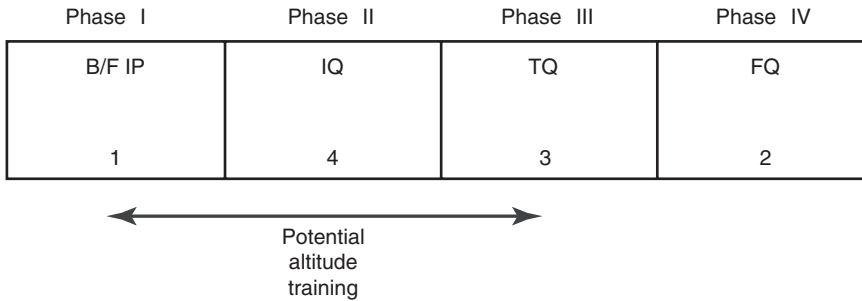 Phase I Phase II Phase III Phase IV
B/F IP IQ TQ FQ
1 4 3 2
Potential
altitude
training